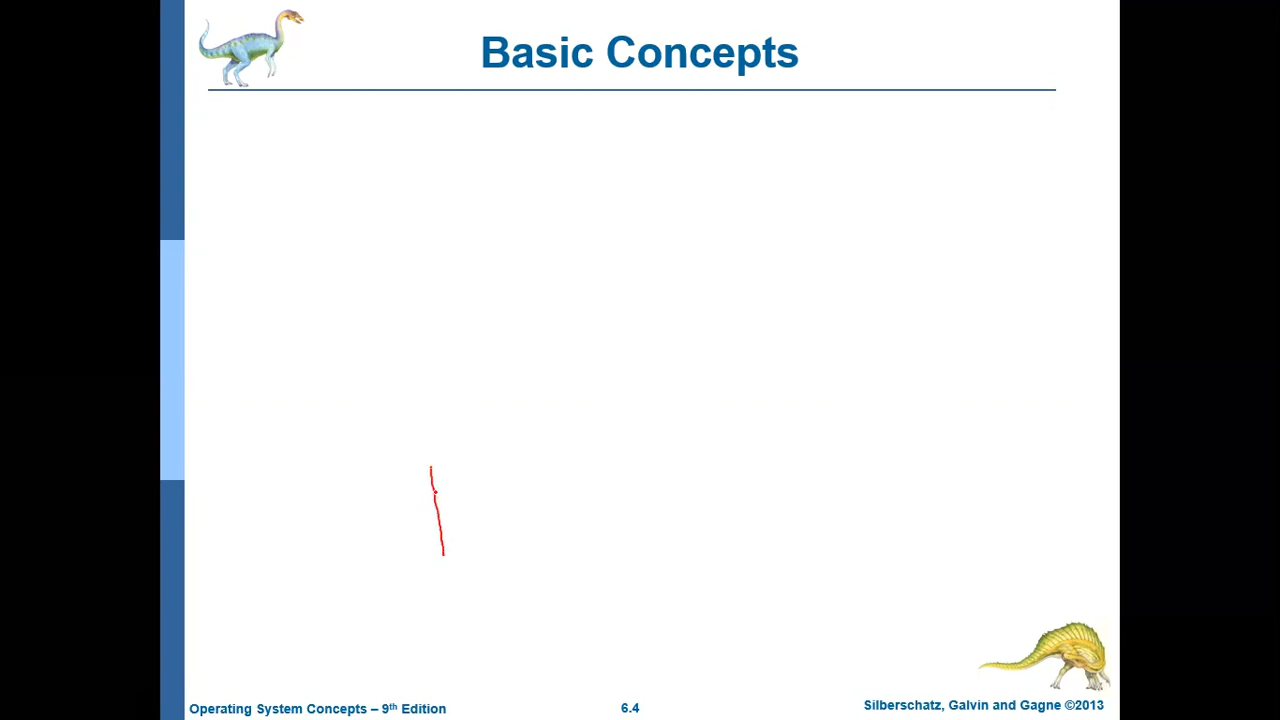 Basic Concepts
Operating System Concepts – 9th Edition
6.4
Silberschatz, Galvin and Gagne ©2013